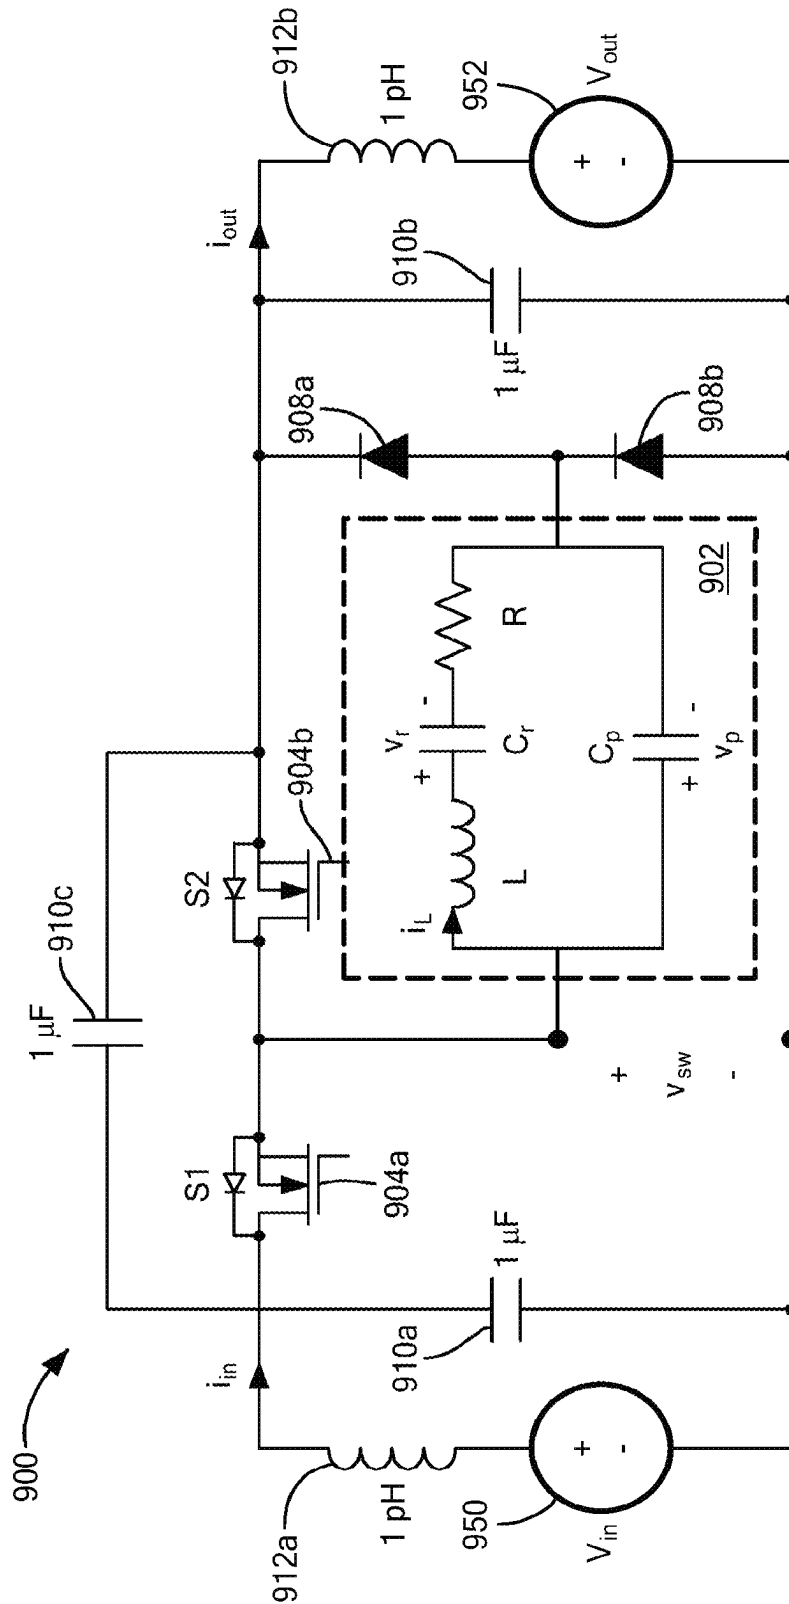 900
912a
1 pH
950
V_in
i_in
910a
1 μF
S1
904a
1 μF
910c
S2
904b
+
v_sw
-
i_L
L
+
v_r
-
C_r
R
C_p
+
v_p
-
902
908a
908b
1 μF
910b
i_out
912b
1 pH
952
V_out
+
-
+
-